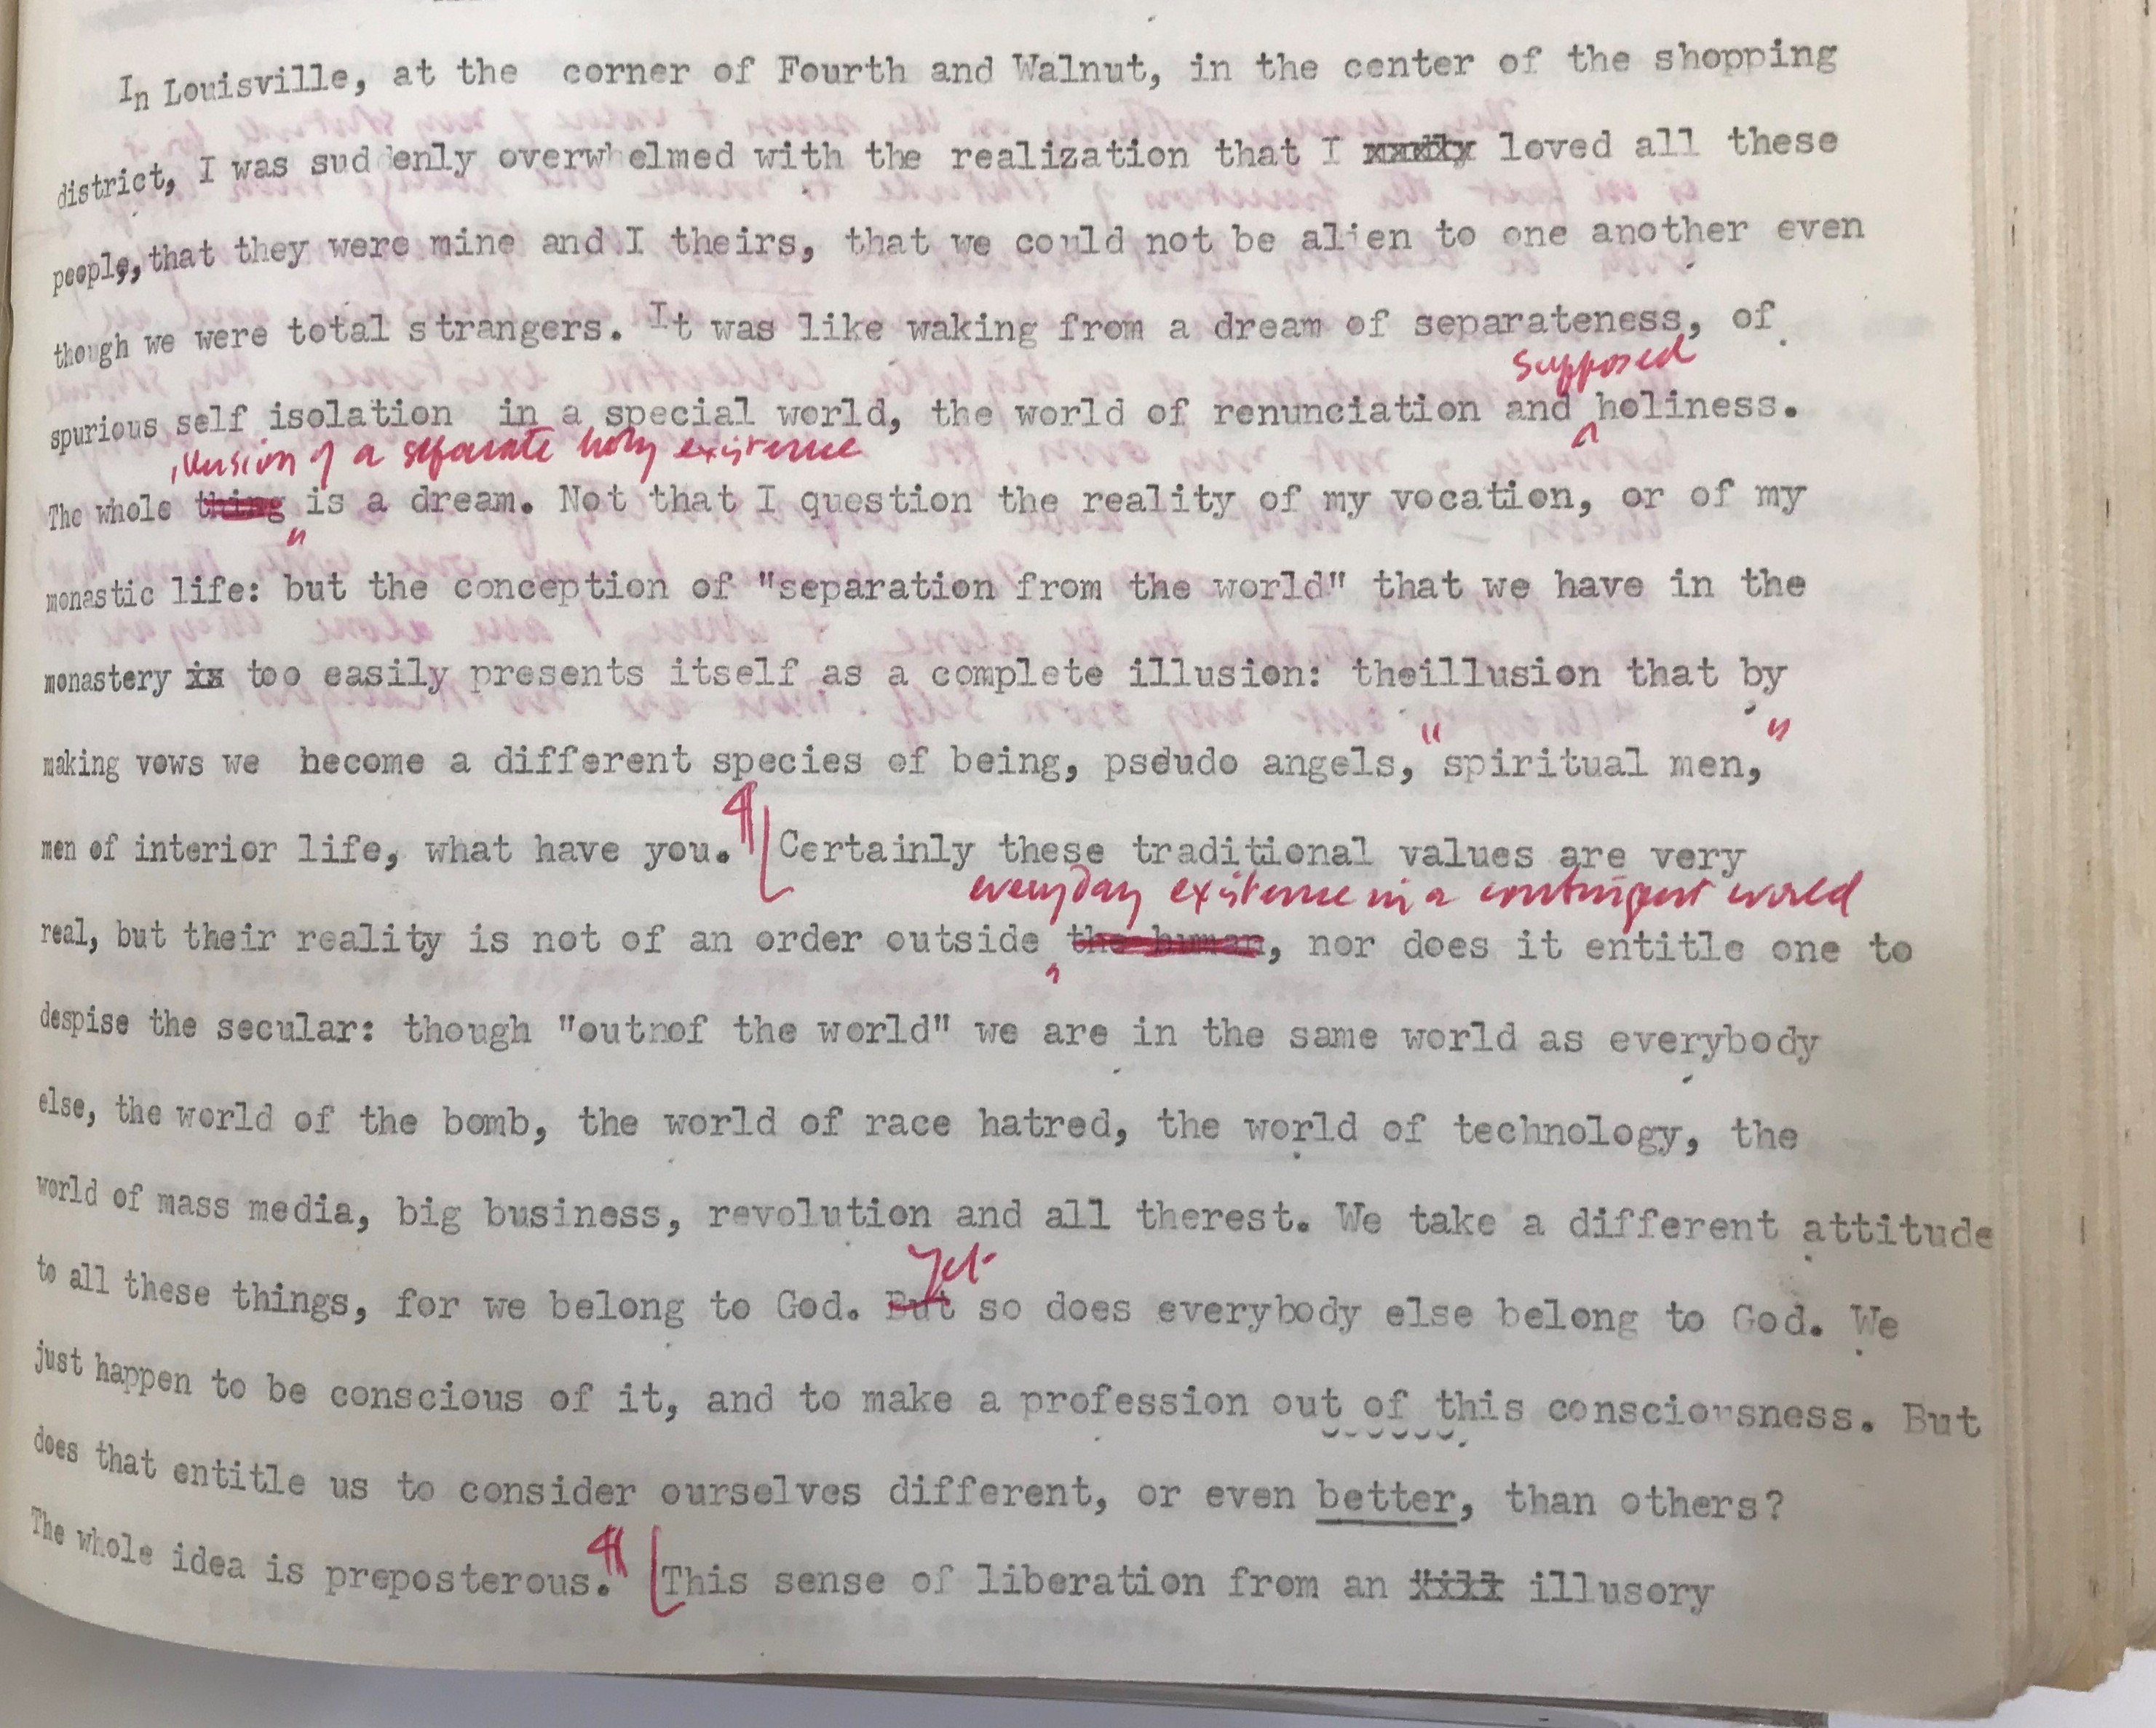 In Louisville, at the corner of Fourth and Walnut, in the center of the shopping
district, I was suddenly overwhelmed with the realization that I loved all these
people, that they were mine and I theirs, that we could not be alien to one another even
though we were total strangers. It was like waking from a dream of separateness, of
supposed
spurious self isolation in a special world, the world of renunciation and holiness.
illusion of a separate holy existence
The whole thing is a dream. Not that I question the reality of my vocation, or of my
monastic life: but the conception of "separation from the world" that we have in the
monastery ix too easily presents itself as a complete illusion: theillusion that by
making vows we hecome a different species of being, psdudo angels, "spiritual men,"
men of interior life, what have you. ¶ [Certainly these traditional values are very
everyday existence in a contingent world
real, but their reality is not of an order outside the human, nor does it entitle one to
despise the secular: though "outnof the world" we are in the same world as everybody
else, the world of the bomb, the world of race hatred, the world of technology, the
world of mass media, big business, revolution and all therest. We take a different attitude
Yet
to all these things, for we belong to God. But so does everybody else belong to God. We
just happen to be conscious of it, and to make a profession out of this consciousness. But
does that entitle us to consider ourselves different, or even better, than others?
The whole idea is preposterous. ¶ [This sense of liberation from an illusory